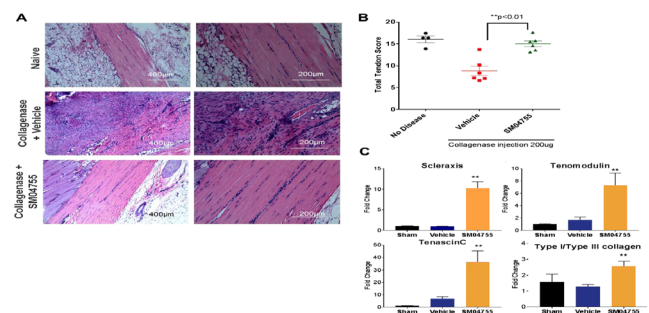 A
Naive
400μm
200μm
Collagenase
+ Vehicle
400μm
200μm
Collagenase +
SM04755
400μm
200μm
B
**p<0.01
Total Tendon Score
20
15
10
5
0
No Disease
Vehicle
SM04755
Collagenase injection 200ug
C
Scleraxis
Fold Change
15
10
5
0
**
Sham Vehicle SM04755
Tenomodulin
Fold Change
10
8
6
4
2
0
**
Sham Vehicle SM04755
TenascinC
Fold Change
50
40
30
20
10
0
**
Sham Vehicle SM04755
Type I/Type III collagen
Fold Change
4
3
2
1
0
**
Sham Vehicle SM04755